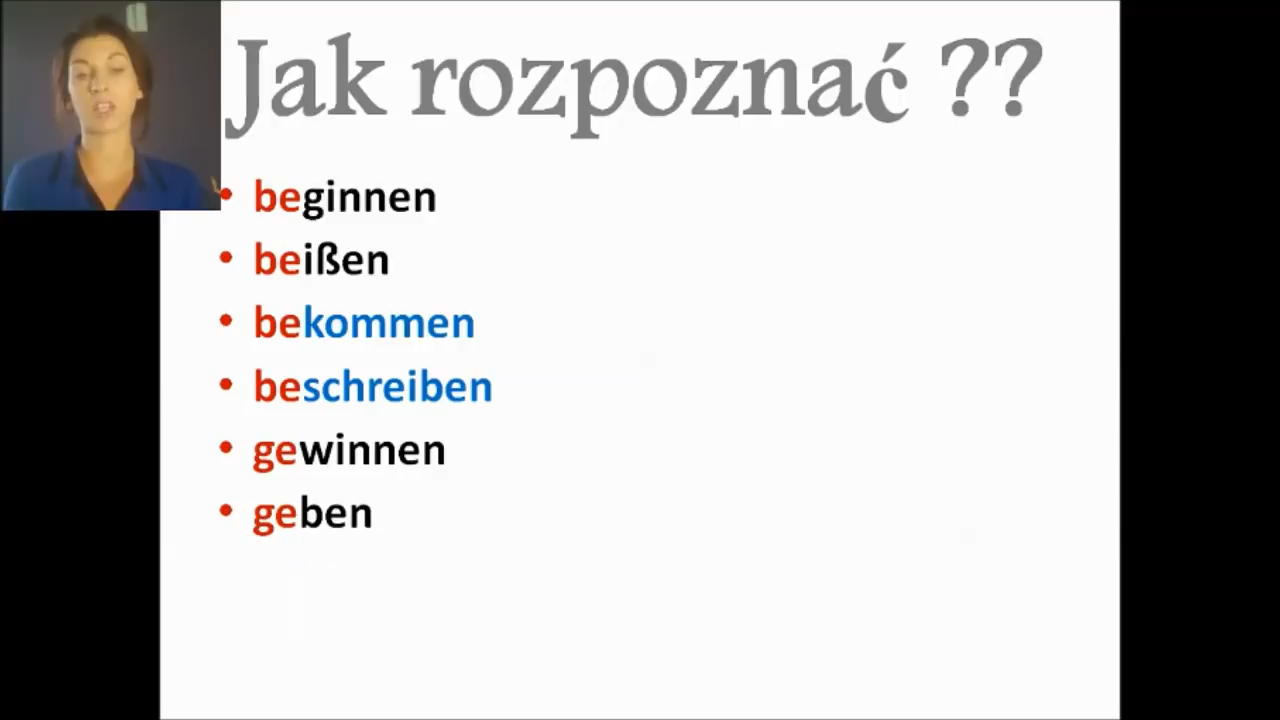 Jak rozpoznać ??
• beginnen
• beißen
• bekommen
• beschreiben
• gewinnen
• geben